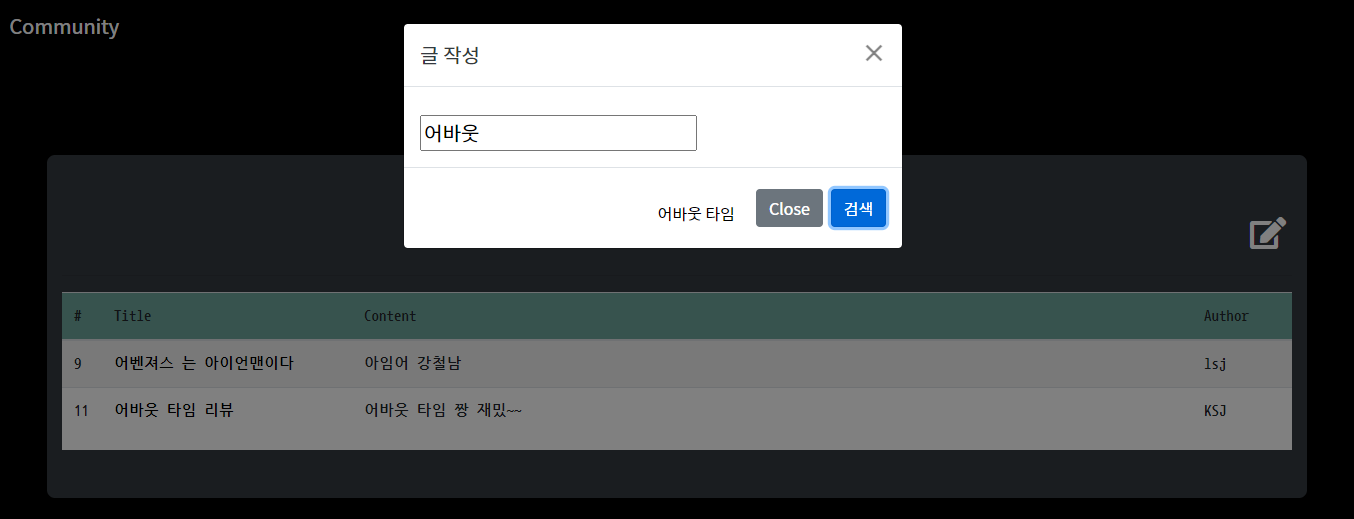 Community
글 작성
어바웃
어바웃 타임 Close 검색
# Title Content Author
9 어벤져스 는 아이언맨이다 아임어 강철남 lsj
11 어바웃 타임 리뷰 어바웃 타임 짱 재밌~~ KSJ